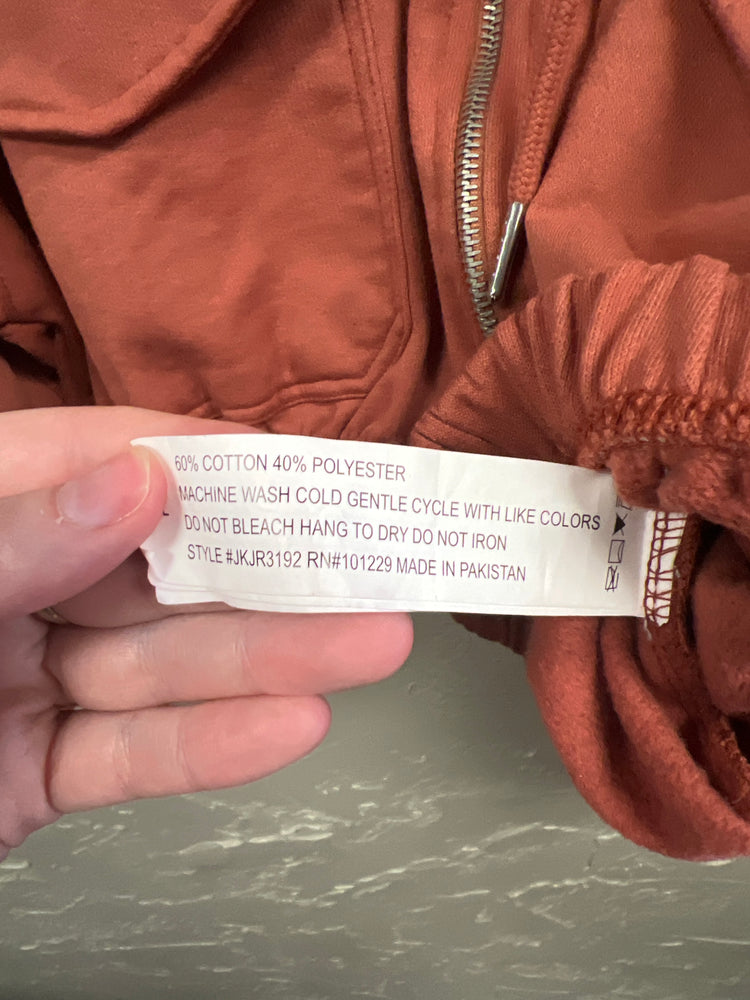 60% COTTON 40% POLYESTER
MACHINE WASH COLD GENTLE CYCLE WITH LIKE COLORS
DO NOT BLEACH HANG TO DRY DO NOT IRON
STYLE #JKJR3192 RN#101229 MADE IN PAKISTAN